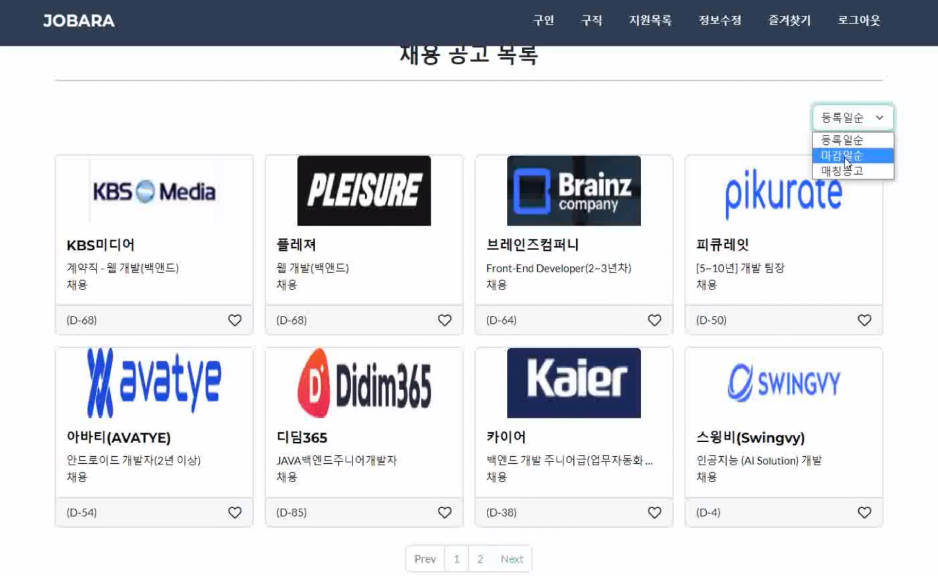 JOBARA
구인 구직 지원목록 정보수정 즐겨찾기 로그아웃
채용 공고 목록
등록일순
등록일순
마감일순
매칭공고
KBS Media
PLEISURE
Brainz
company
pikurate
KBS미디어
플레져
브레인즈컴퍼니
피큐레잇
계약직 - 웹 개발(백앤드)
웹 개발(백앤드)
Front-End Developer(2~3년차)
[5~10년] 개발 팀장
채용
채용
채용
채용
(D-68)
(D-68)
(D-64)
(D-50)
avatye
Didim365
Kaier
SWINGVY
아바티(AVATYE)
디딤365
카이어
스윙비(Swingvy)
안드로이드 개발자(2년 이상)
JAVA백엔드주니어개발자
백엔드 개발 주니어급(업무자동화 ...
인공지능 (AI Solution) 개발
채용
채용
채용
채용
(D-54)
(D-85)
(D-38)
(D-4)
Prev 1 2 Next